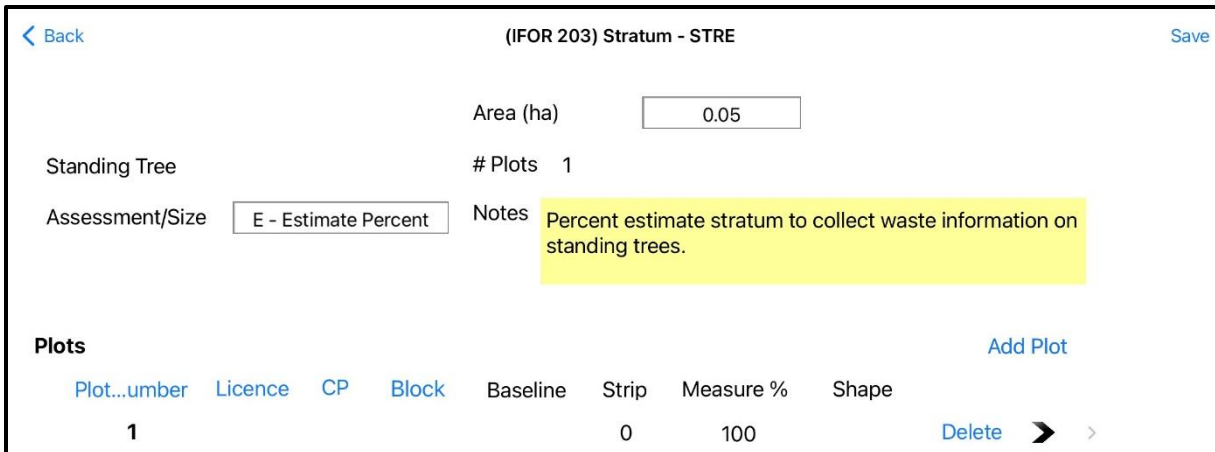 Back (IFOR 203) Stratum - STRE Save
Area (ha) 0.05
Standing Tree # Plots 1
Assessment/Size E - Estimate Percent Notes Percent estimate stratum to collect waste information on
standing trees.
Plots Add Plot
Plot...umber Licence CP Block Baseline Strip Measure % Shape
1 0 100 Delete